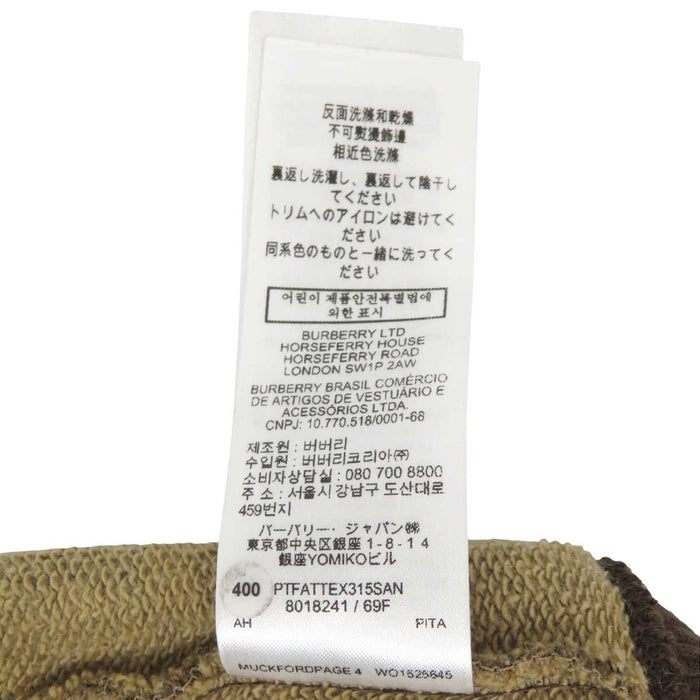 反面洗滌和乾燥
不可熨燙飾邊
相近色洗滌
裏返し洗濯し、裏返して陰干し
てください
トリムへのアイロンは避けてく
ださい
同系色のものと一緒に洗ってく
ださい
어린이 제품안전특별법에
의한 표시
BURBERRY LTD
HORSEFERRY HOUSE
HORSEFERRY ROAD
LONDON SW1P 2AW
BURBERRY BRASIL COMÉRCIO
DE ARTIGOS DE VESTUÁRIO E
ACESSÓRIOS LTDA.
CNPJ: 10.770.518/0001-68
제조원 : 버버리
수입원 : 버버리코리아㈜
소비자상담실 : 080 700 8800
주 소 : 서울시 강남구 도산대로
459번지
バーバリー・ジャパン㈱
東京都中央区銀座1-8-14
銀座YOMIKOビル
400 PTFATTEX315SAN
8018241 / 69F
AH PITA
MUCKFORDPAGE 4 WO1525645